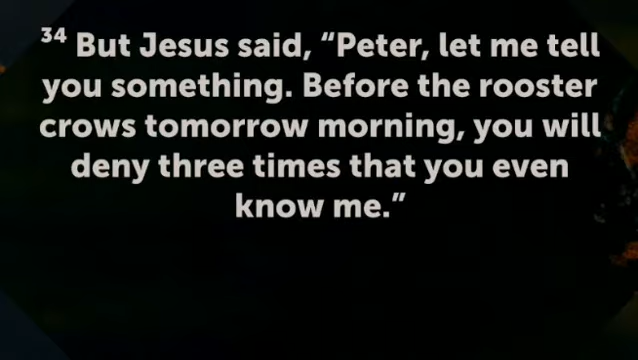 34 But Jesus said, “Peter, let me tell
you something. Before the rooster
crows tomorrow morning, you will
deny three times that you even
know me.”